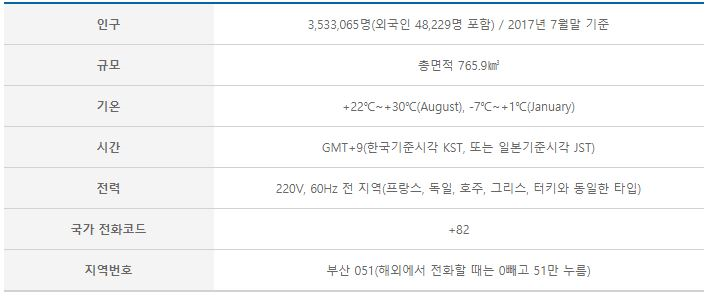 인구 3,533,065명(외국인 48,229명 포함) / 2017년 7월말 기준
규모 총면적 765.9㎢
기온 +22℃~+30℃(August), -7℃~+1℃(January)
시간 GMT+9(한국기준시각 KST, 또는 일본기준시각 JST)
전력 220V, 60Hz 전 지역(프랑스, 독일, 호주, 그리스, 터키와 동일한 타입)
국가 전화코드 +82
지역번호 부산 051(해외에서 전화할 때는 0빼고 51만 누름)